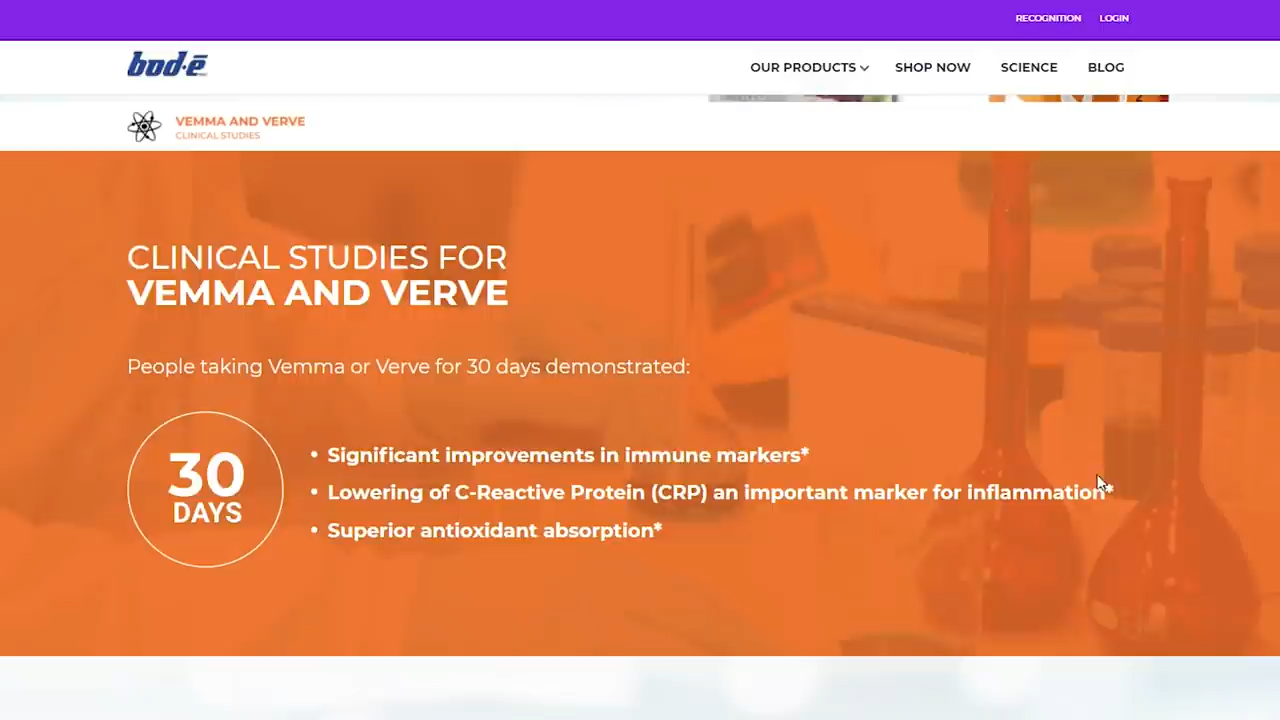 RECOGNITION LOGIN
bod·ē
OUR PRODUCTS SHOP NOW SCIENCE BLOG
VEMMA AND VERVE
CLINICAL STUDIES
CLINICAL STUDIES FOR
VEMMA AND VERVE
People taking Vemma or Verve for 30 days demonstrated:
30
DAYS
• Significant improvements in immune markers*
• Lowering of C-Reactive Protein (CRP) an important marker for inflammation*
• Superior antioxidant absorption*